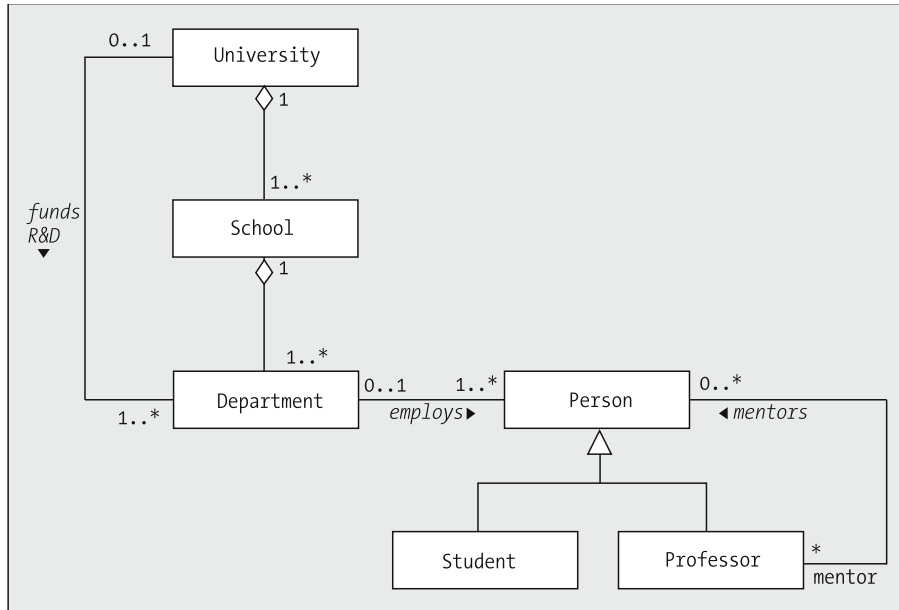 0..1
University
1
1..*
funds
R&D
School
1
1..*
Department
1..*
0..1
1..*
employs
Person
0..*
mentors
Student
Professor
*
mentor